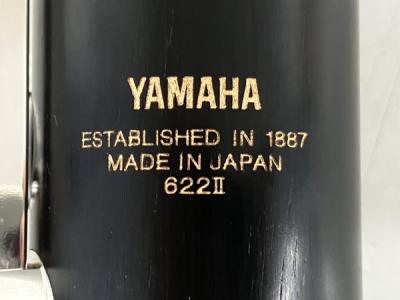 YAMAHA
ESTABLISHED IN 1887
MADE IN JAPAN
622II